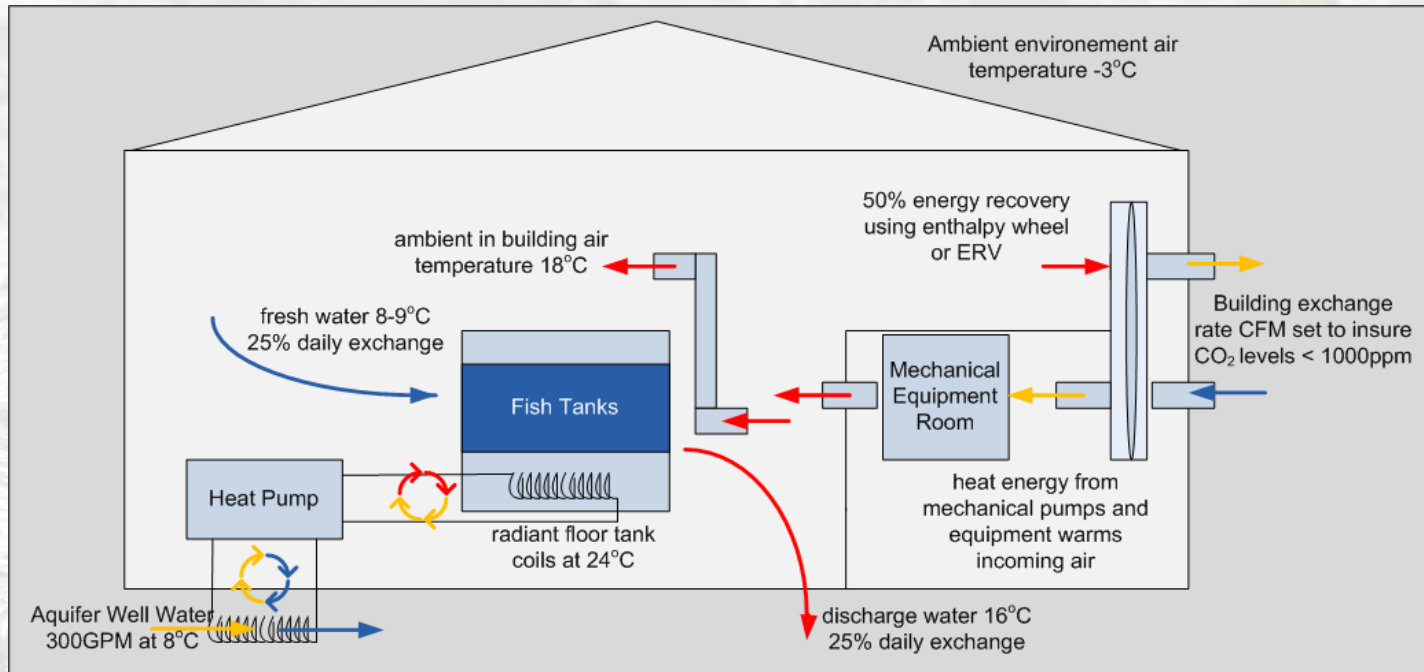 Ambient environement air
temperature -3°C
50% energy recovery
using enthalpy wheel
or ERV
ambient in building air
temperature 18°C
Building exchange
rate CFM set to insure
CO₂ levels < 1000ppm
fresh water 8-9°C
25% daily exchange
Fish Tanks
Mechanical
Equipment
Room
Heat Pump
radiant floor tank
coils at 24°C
heat energy from
mechanical pumps and
equipment warms
incoming air
Aquifer Well Water
300GPM at 8°C
discharge water 16°C
25% daily exchange